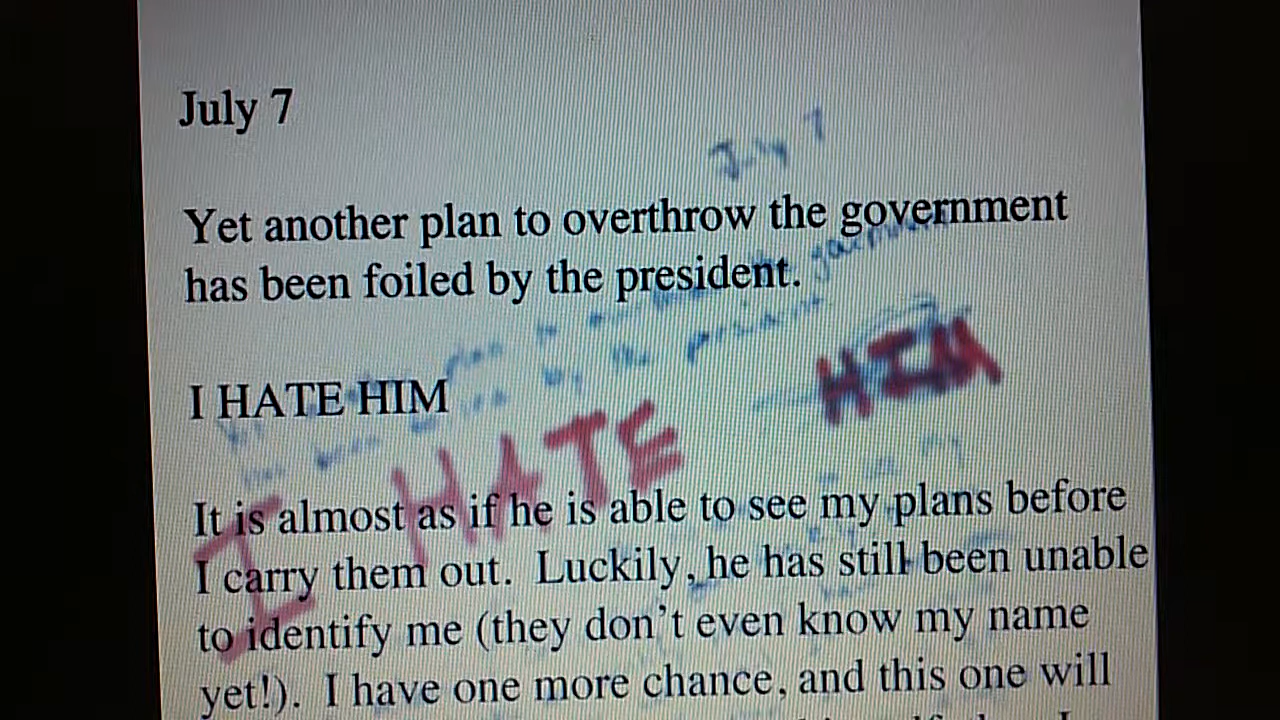 July 7
July 7
Yet another plan to overthrow the government
has been foiled by the president.
I HATE HIM
I HATE HIM
It is almost as if he is able to see my plans before
I carry them out. Luckily, he has still been unable
to identify me (they don't even know my name
yet!). I have one more chance, and this one will